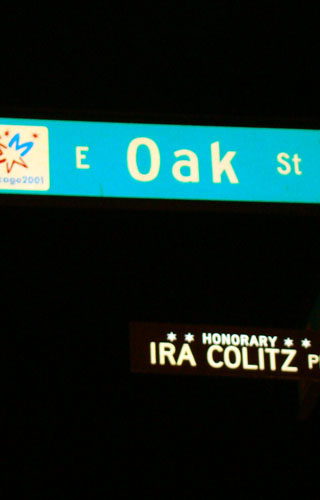 E Oak St
* * HONORARY * *
IRA COLITZ